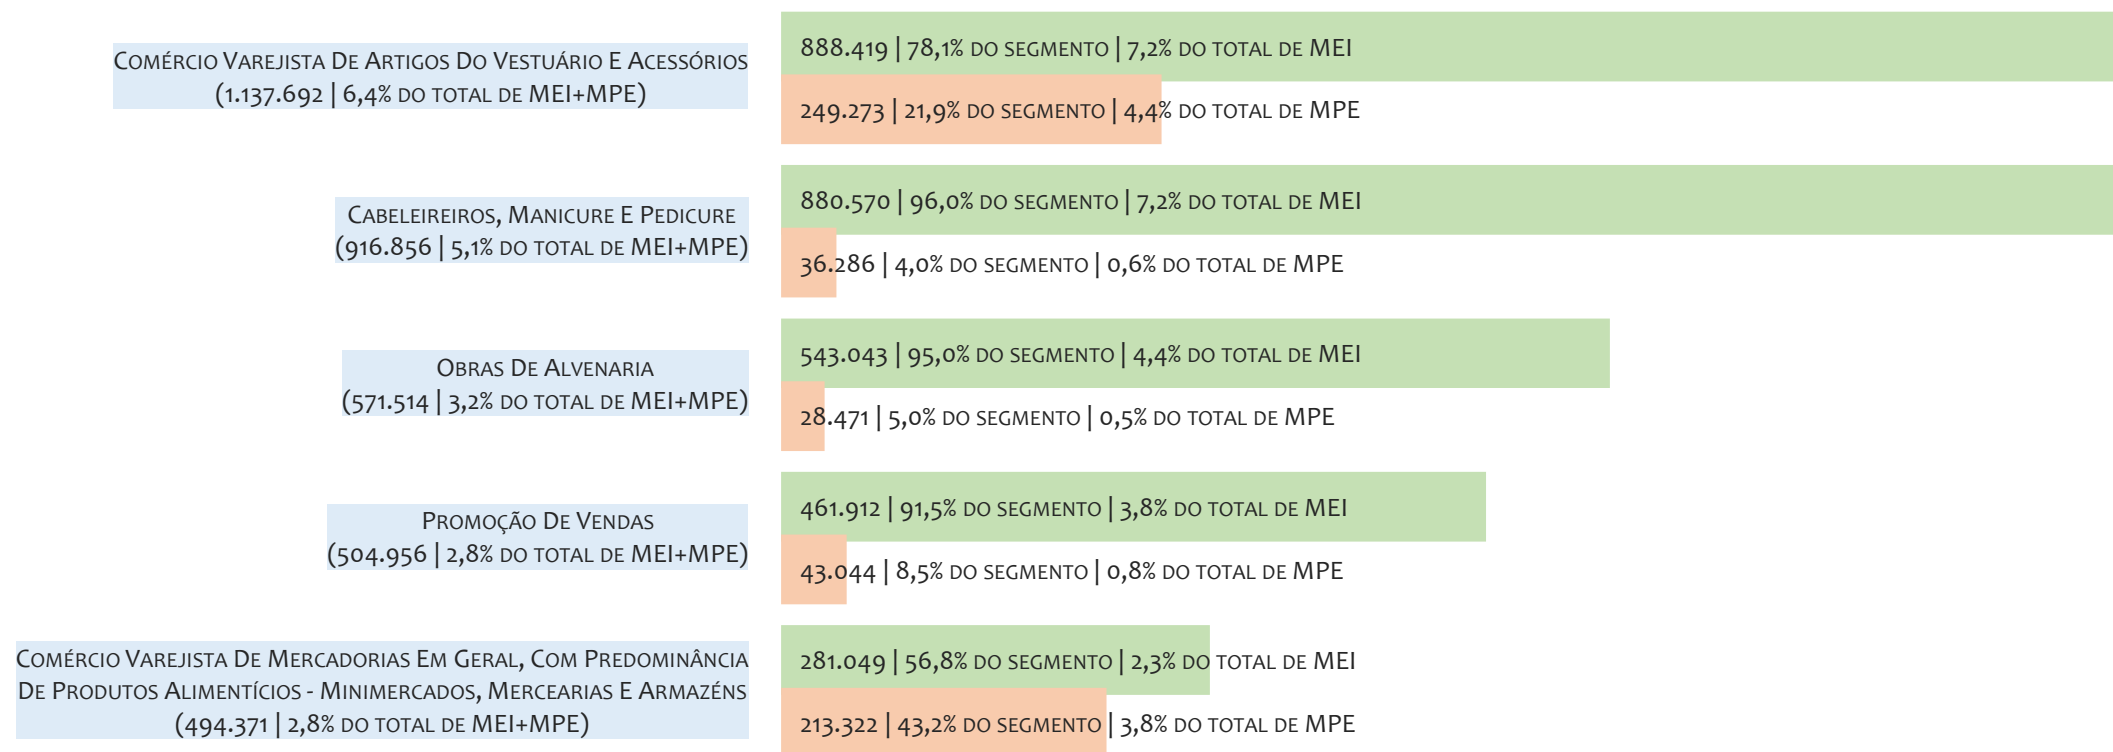 Comércio Varejista De Artigos Do Vestuário E Acessórios
(1.137.692 | 6,4% do total de MEI+MPE)
888.419 | 78,1% do segmento | 7,2% do total de MEI
249.273 | 21,9% do segmento | 4,4% do total de MPE
Cabeleireiros, Manicure E Pedicure
(916.856 | 5,1% do total de MEI+MPE)
880.570 | 96,0% do segmento | 7,2% do total de MEI
36.286 | 4,0% do segmento | 0,6% do total de MPE
Obras De Alvenaria
(571.514 | 3,2% do total de MEI+MPE)
543.043 | 95,0% do segmento | 4,4% do total de MEI
28.471 | 5,0% do segmento | 0,5% do total de MPE
Promoção De Vendas
(504.956 | 2,8% do total de MEI+MPE)
461.912 | 91,5% do segmento | 3,8% do total de MEI
43.044 | 8,5% do segmento | 0,8% do total de MPE
Comércio Varejista De Mercadorias Em Geral, Com Predominância
De Produtos Alimentícios - Minimercados, Mercearias E Armazéns
(494.371 | 2,8% do total de MEI+MPE)
281.049 | 56,8% do segmento | 2,3% do total de MEI
213.322 | 43,2% do segmento | 3,8% do total de MPE